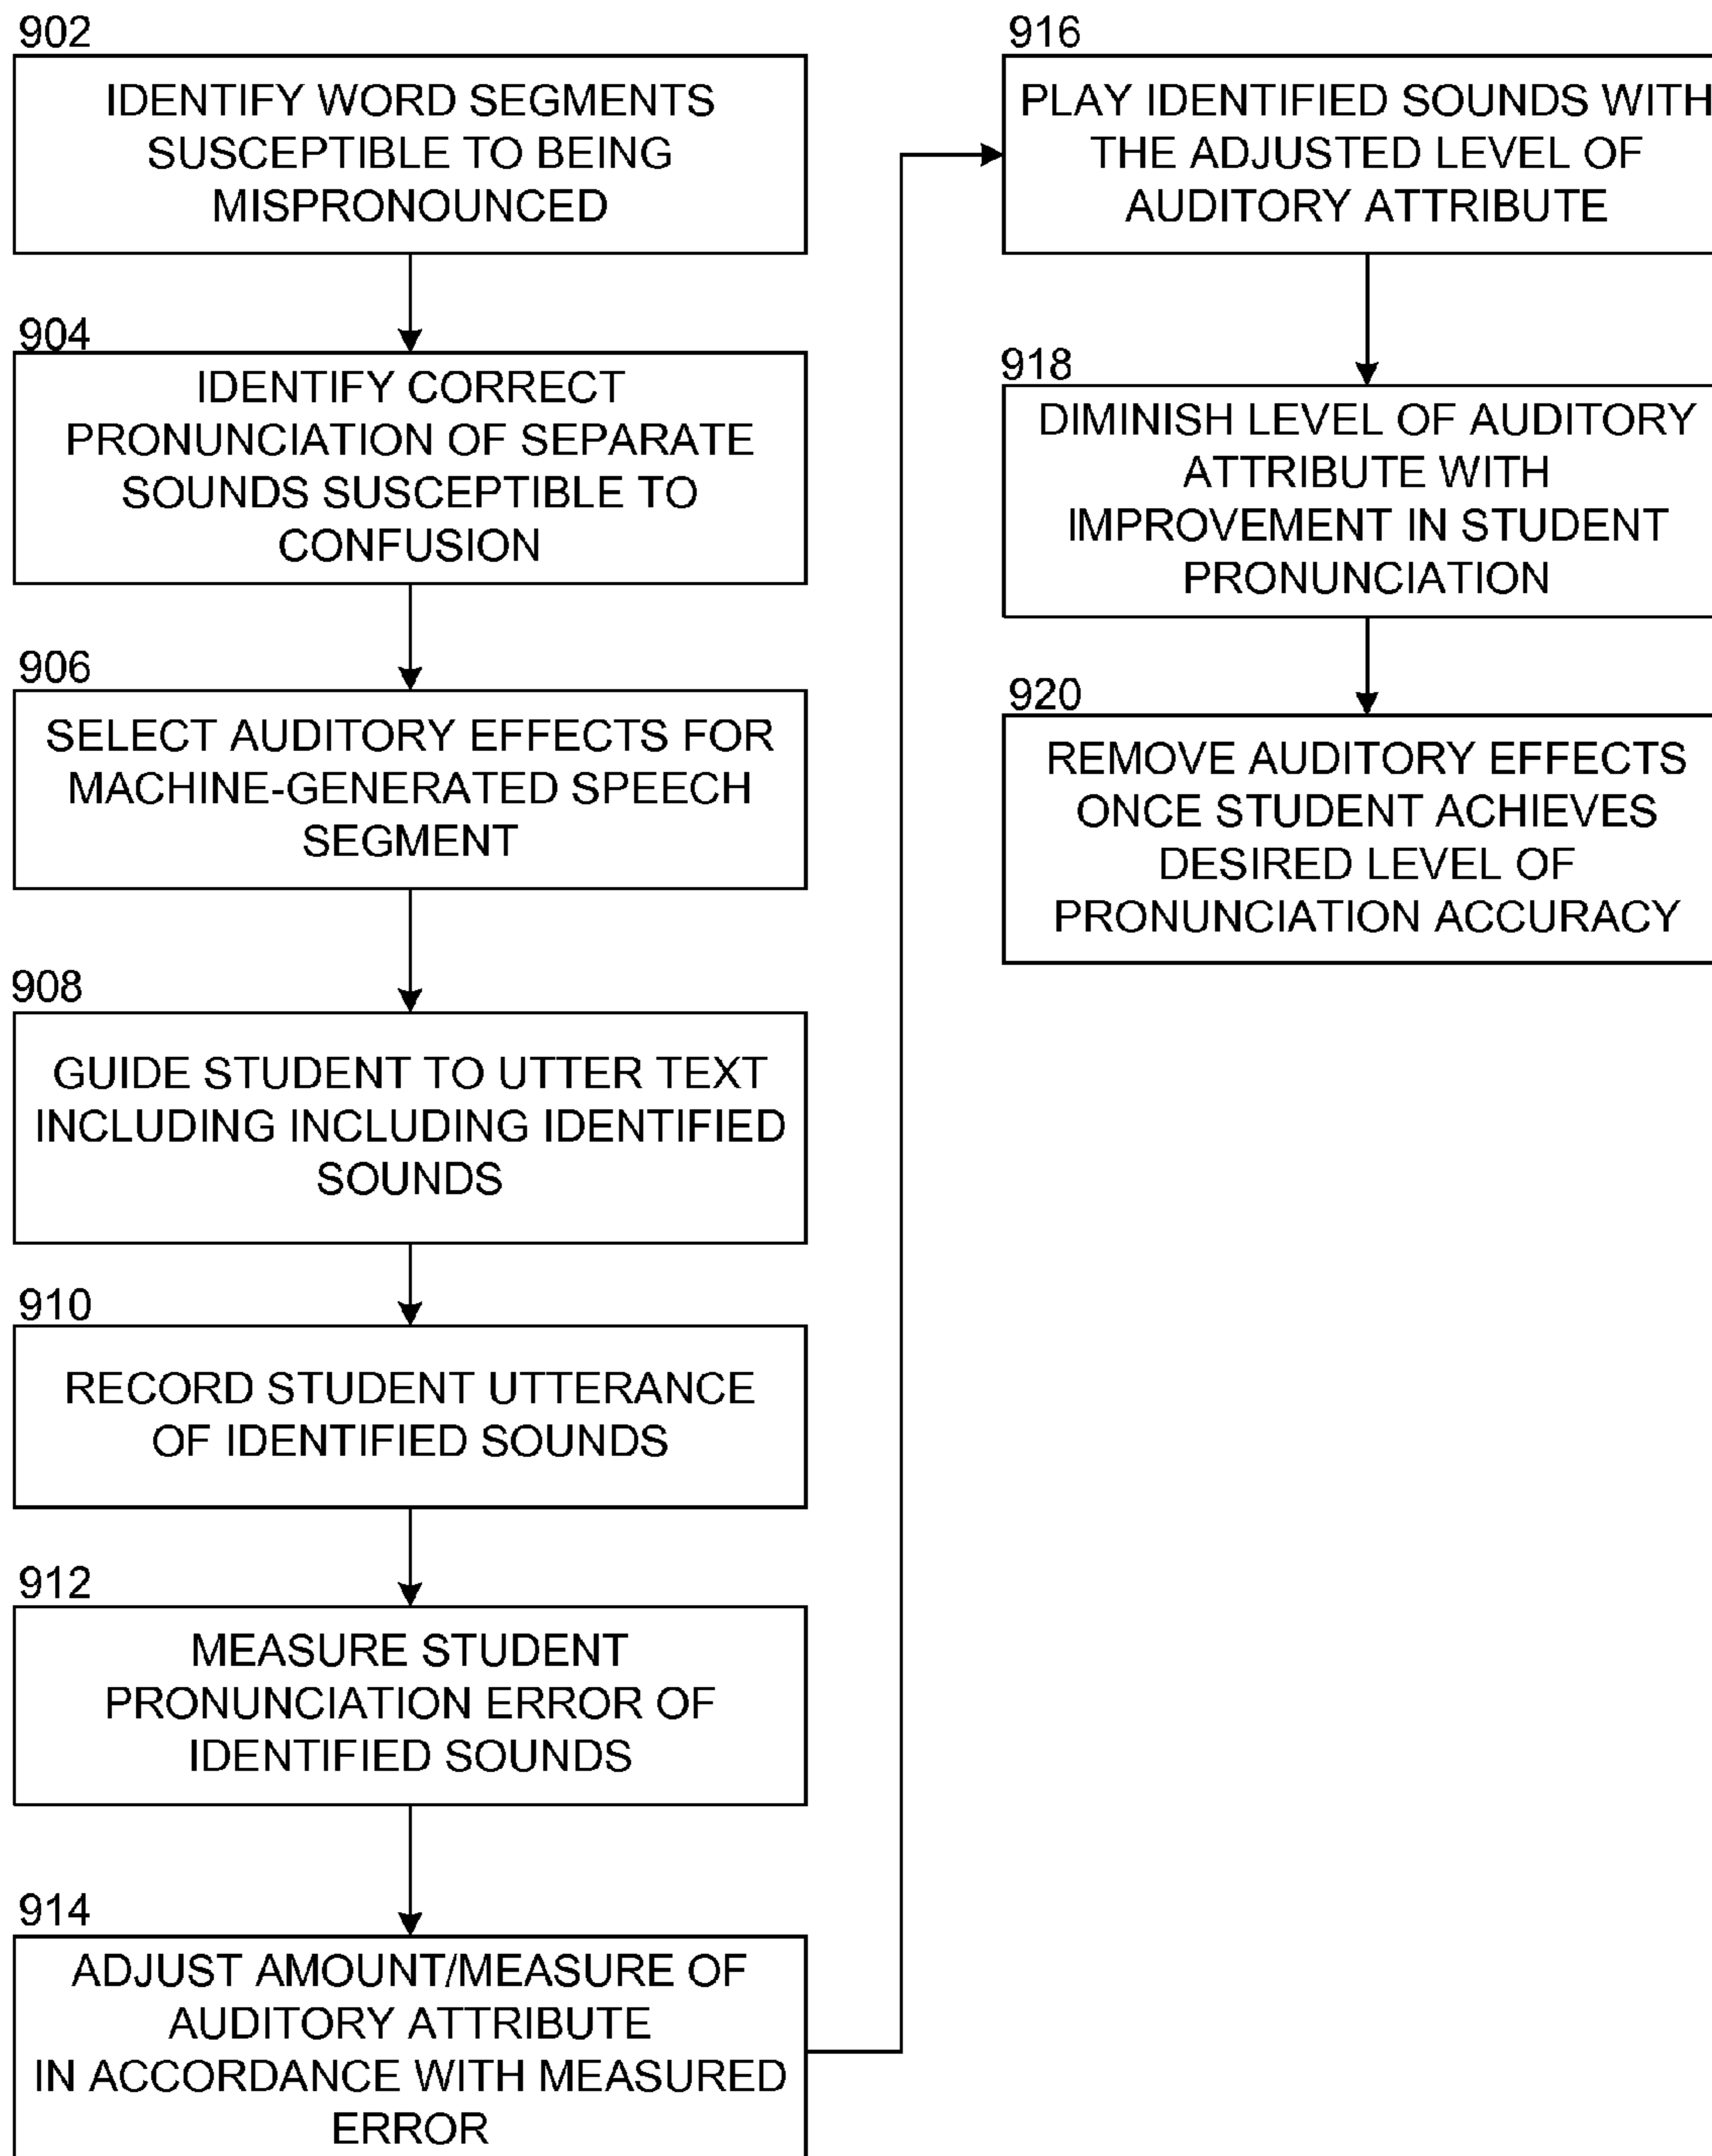 902
IDENTIFY WORD SEGMENTS
SUSCEPTIBLE TO BEING
MISPRONOUNCED
904
IDENTIFY CORRECT
PRONUNCIATION OF SEPARATE
SOUNDS SUSCEPTIBLE TO
CONFUSION
906
SELECT AUDITORY EFFECTS FOR
MACHINE-GENERATED SPEECH
SEGMENT
908
GUIDE STUDENT TO UTTER TEXT
INCLUDING INCLUDING IDENTIFIED
SOUNDS
910
RECORD STUDENT UTTERANCE
OF IDENTIFIED SOUNDS
912
MEASURE STUDENT
PRONUNCIATION ERROR OF
IDENTIFIED SOUNDS
914
ADJUST AMOUNT/MEASURE OF
AUDITORY ATTRIBUTE
IN ACCORDANCE WITH MEASURED
ERROR
916
PLAY IDENTIFIED SOUNDS WITH
THE ADJUSTED LEVEL OF
AUDITORY ATTRIBUTE
918
DIMINISH LEVEL OF AUDITORY
ATTRIBUTE WITH
IMPROVEMENT IN STUDENT
PRONUNCIATION
920
REMOVE AUDITORY EFFECTS
ONCE STUDENT ACHIEVES
DESIRED LEVEL OF
PRONUNCIATION ACCURACY